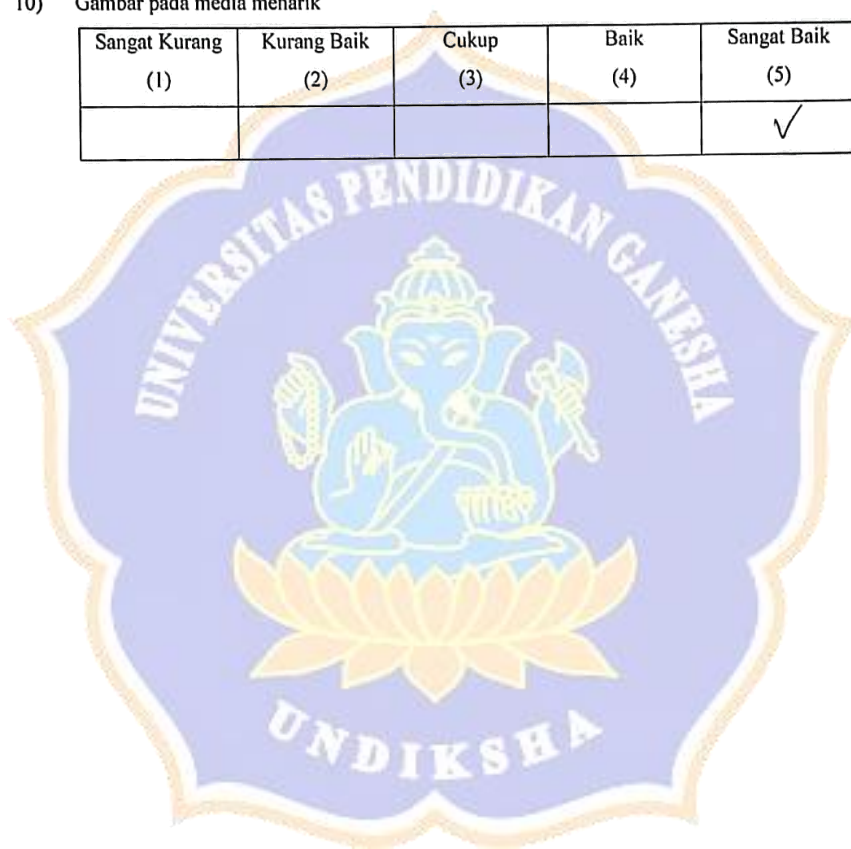 10) Gambar pada media menarik
Sangat Kurang Kurang Baik Cukup Baik Sangat Baik
(1) (2) (3) (4) (5)
√
UNIVERSITAS PENDIDIKAN GANESHA
UNDIKSHA